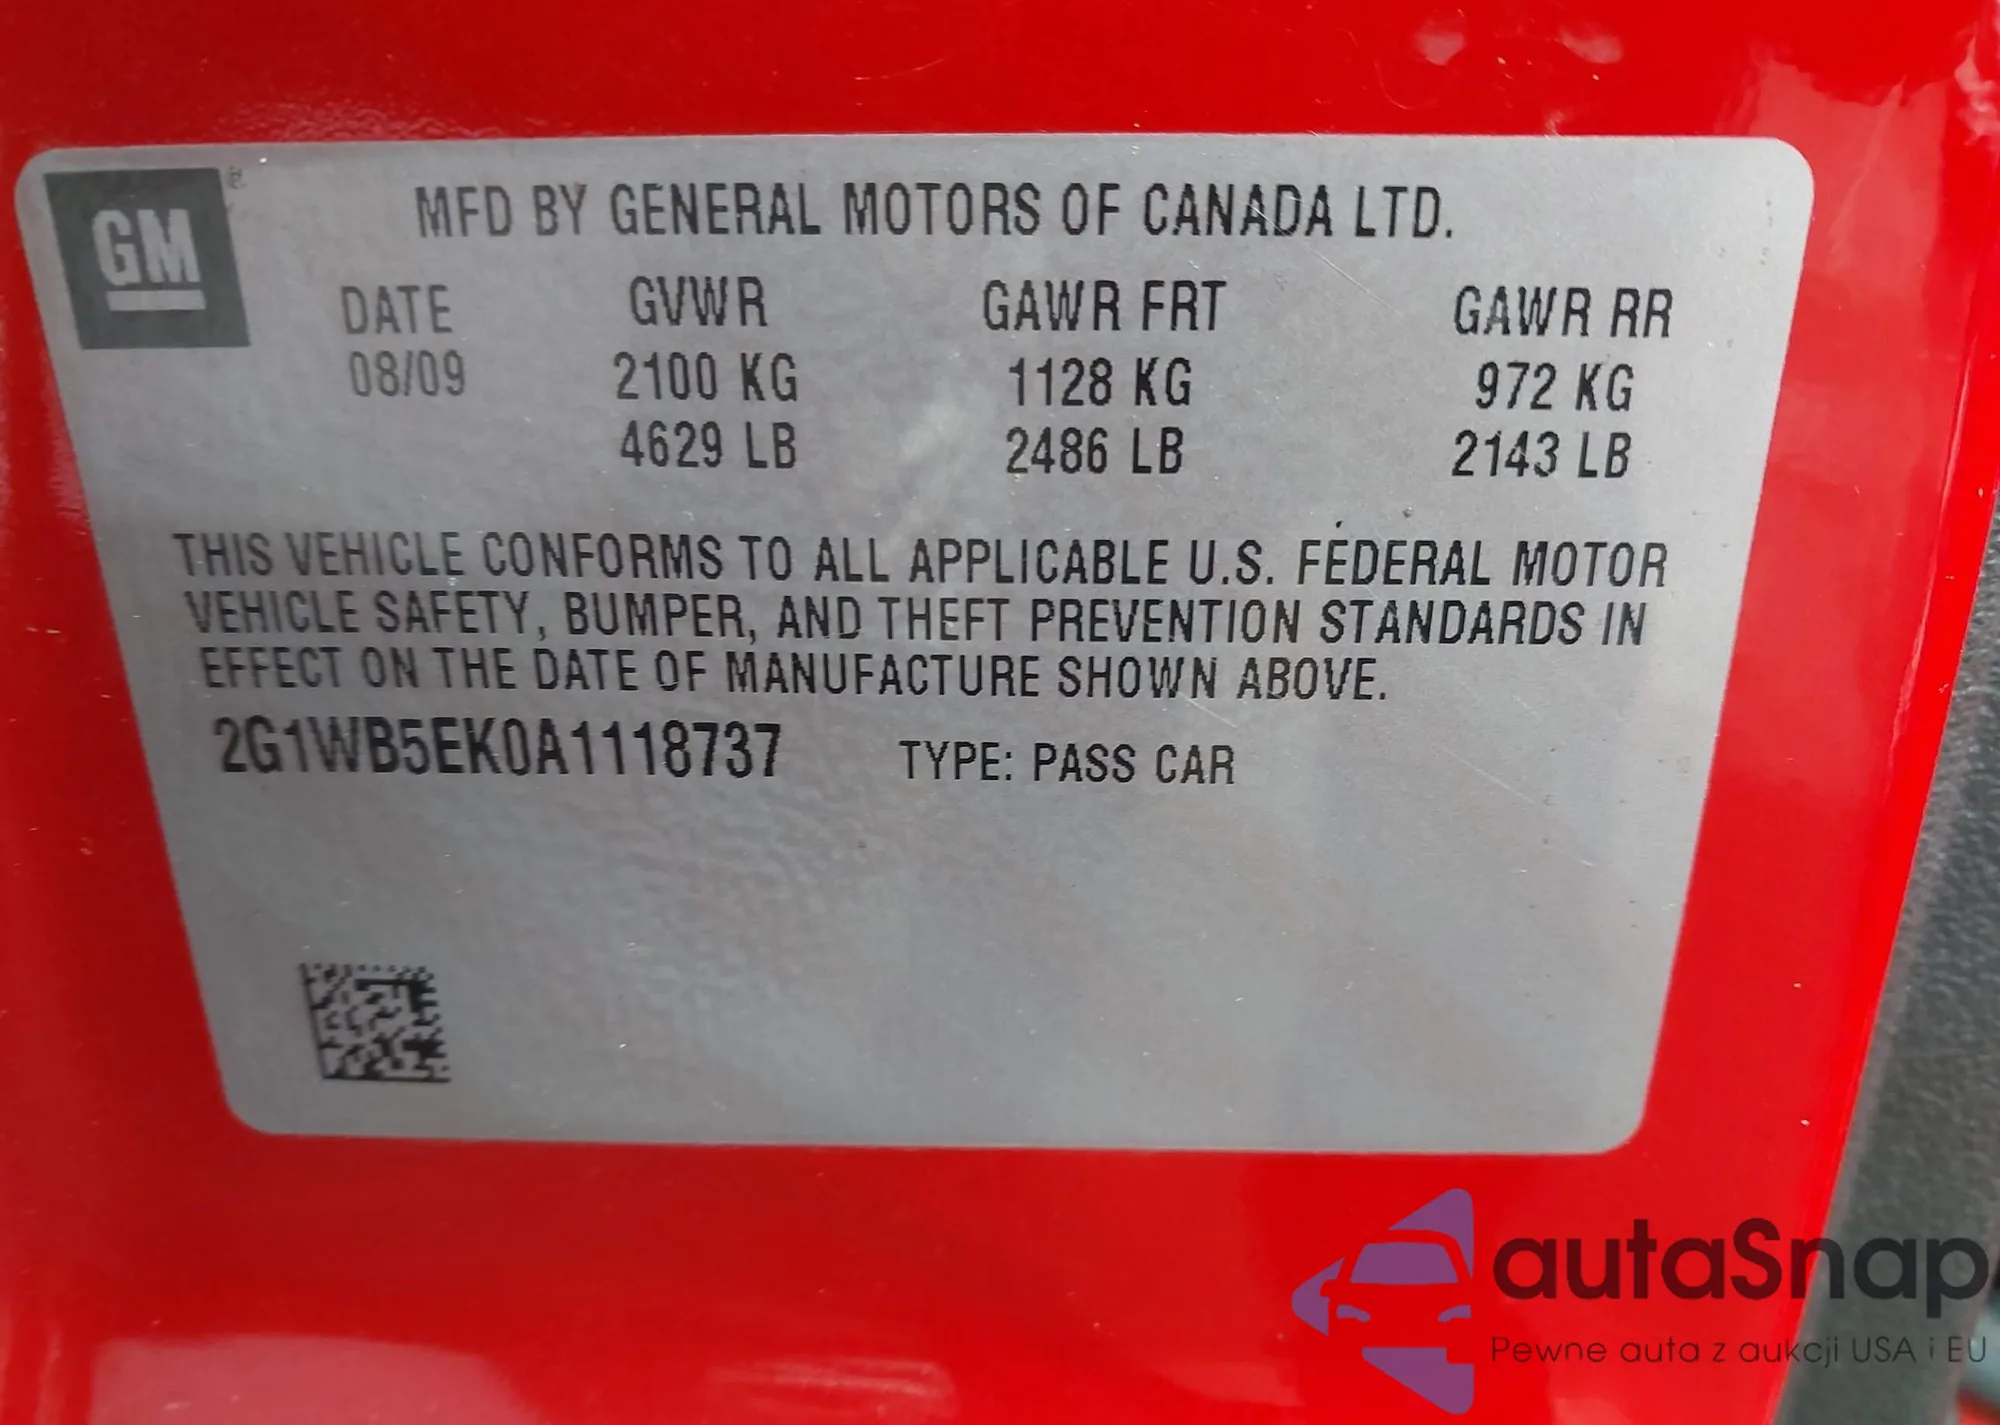 GM
MFD BY GENERAL MOTORS OF CANADA LTD.
DATE GVWR GAWR FRT GAWR RR
08/09 2100 KG 1128 KG 972 KG
4629 LB 2486 LB 2143 LB
THIS VEHICLE CONFORMS TO ALL APPLICABLE U.S. FEDERAL MOTOR
VEHICLE SAFETY, BUMPER, AND THEFT PREVENTION STANDARDS IN
EFFECT ON THE DATE OF MANUFACTURE SHOWN ABOVE.
2G1WB5EK0A1118737 TYPE: PASS CAR
autaSnap
Pewne auta z aukcji USA i EU